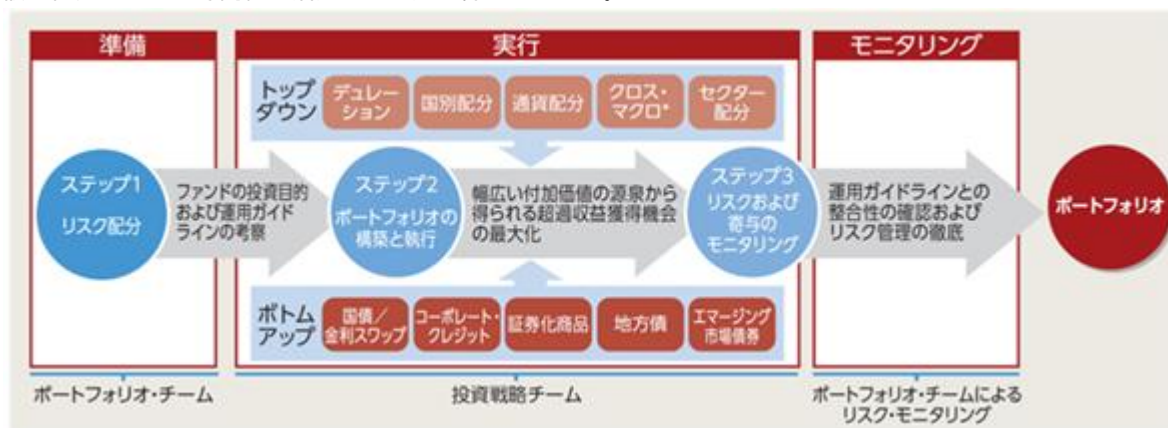 準備
実行
モニタリング
トップ
ダウン
デュレー
ション
国別配分
通貨配分
クロス・
マクロ*
セクター
配分
ステップ1
リスク配分
ファンドの投資目的
および運用ガイド
ラインの考察
ステップ2
ポートフォリオの
構築と執行
幅広い付加価値の源泉から
得られる超過収益獲得機会
の最大化
ステップ3
リスクおよび
寄与の
モニタリング
運用ガイドラインとの
整合性の確認および
リスク管理の徹底
ポートフォリオ
ボトム
アップ
国債/
金利スワップ
コーポレート・
クレジット
証券化商品
地方債
エマージング
市場債券
ポートフォリオ・チーム
投資戦略チーム
ポートフォリオ・チームによる
リスク・モニタリング